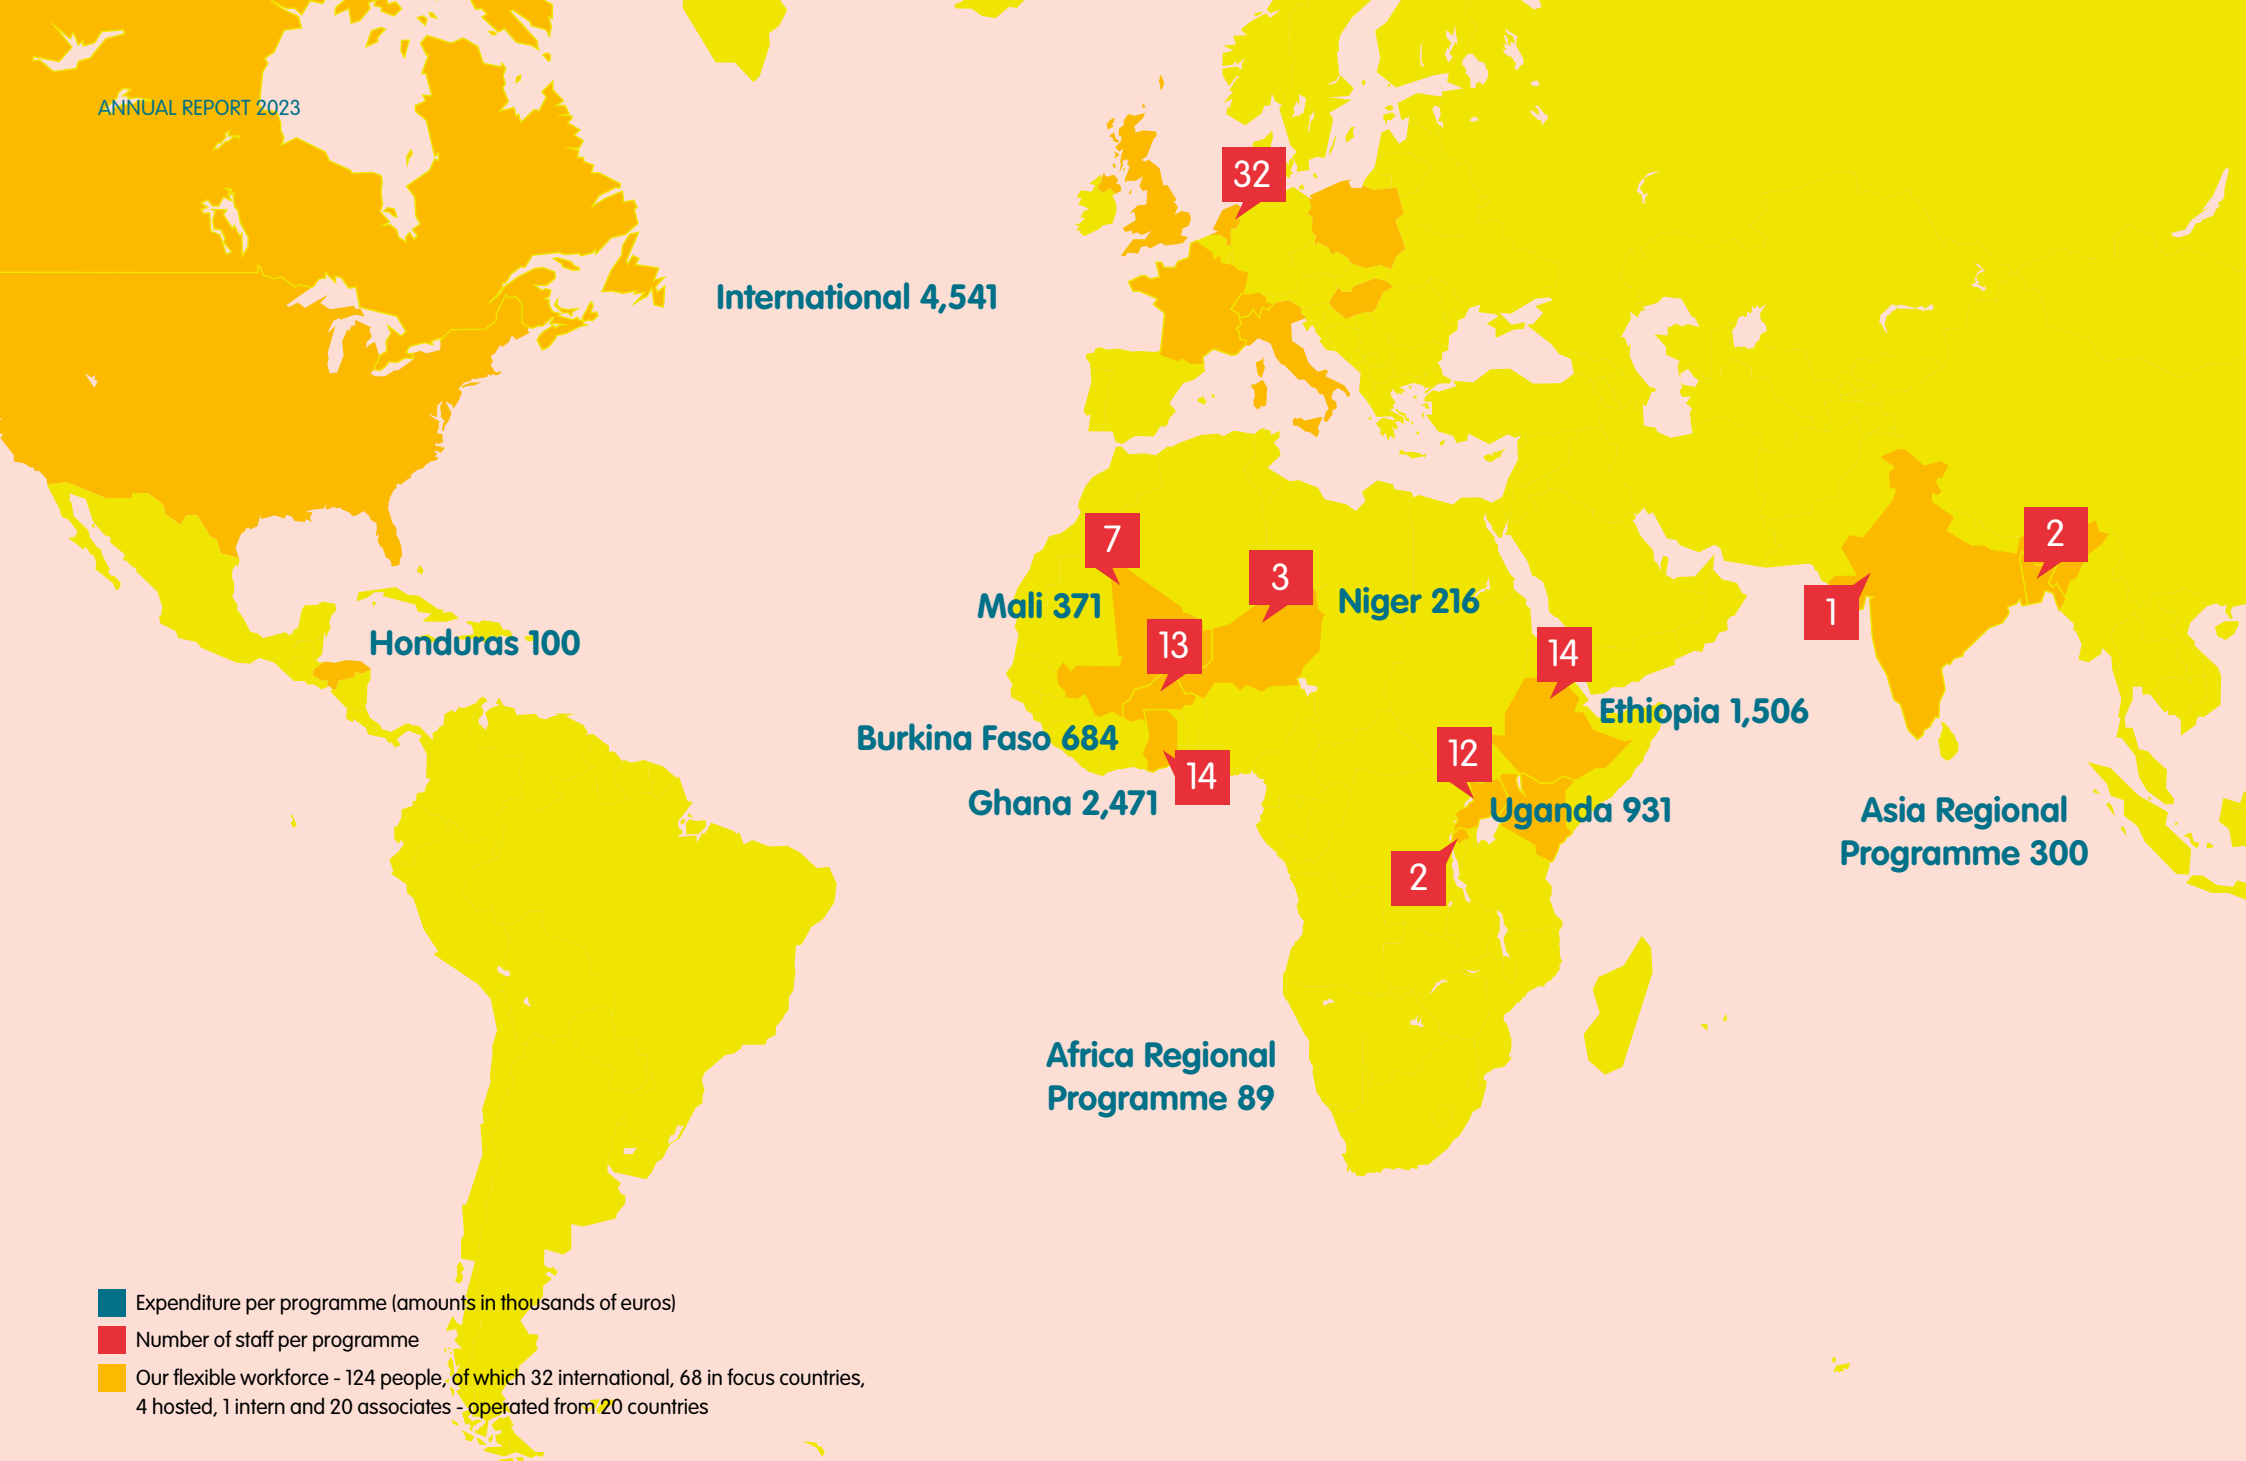 ANNUAL REPORT 2023
32
International 4,541
7
3
Mali 371
Niger 216
13
14
Honduras 100
2
1
Burkina Faso 684
Ethiopia 1,506
12
14
Ghana 2,471
Uganda 931
2
Asia Regional
Programme 300
Africa Regional
Programme 89
Expenditure per programme (amounts in thousands of euros)
Number of staff per programme
Our flexible workforce - 124 people, of which 32 international, 68 in focus countries,
4 hosted, 1 intern and 20 associates - operated from 20 countries